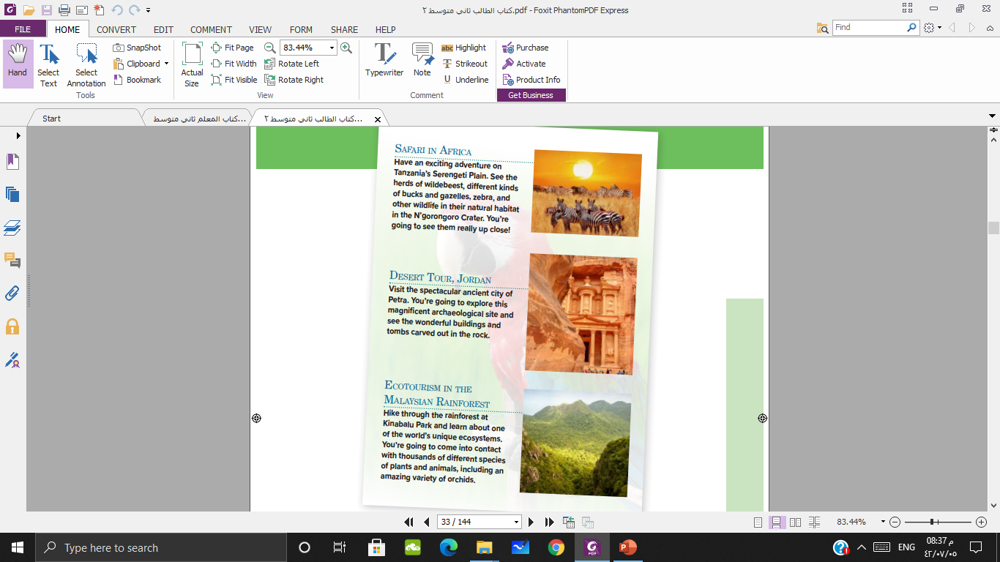 كتاب الطالب ثاني متوسط ٢.pdf - Foxit PhantomPDF Express
FILE
HOME
CONVERT
EDIT
COMMENT
VIEW
FORM
SHARE
HELP
Find
Hand
Select
Text
Select
Annotation
SnapShot
Clipboard
Bookmark
Tools
Actual
Size
Fit Page
Fit Width
Fit Visible
83.44%
Rotate Left
Rotate Right
View
Typewriter
Note
Highlight
Strikeout
Underline
Comment
Purchase
Activate
Product Info
Get Business
Start
كتاب المعلم ثاني متوسط...
كتاب الطالب ثاني متوسط ٢...
SAFARI IN AFRICA
Have an exciting adventure on
Tanzania's Serengeti Plain. See the
herds of wildebeest, different kinds
of bucks and gazelles, zebra, and
other wildlife in their natural habitat
in the N'gorongoro Crater. You're
going to see them really up close!
DESERT TOUR, JORDAN
Visit the spectacular ancient city of
Petra. You're going to explore this
magnificent archaeological site and
see the wonderful buildings and
tombs carved out in the rock.
ECOTOURISM IN THE
MALAYSIAN RAINFOREST
Hike through the rainforest at
Kinabalu Park and learn about one
of the world's unique ecosystems.
You're going to come into contact
with thousands of different species
of plants and animals, including an
amazing variety of orchids.
33 / 144
83.44%
Type here to search
ENG
08:37 م
٤٢/٠٧/٠٥